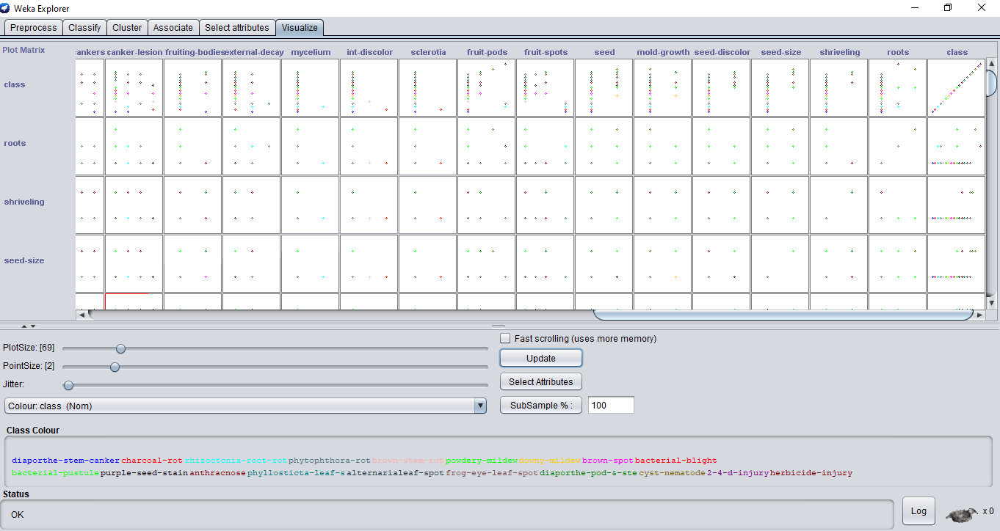 Weka Explorer
Preprocess Classify Cluster Associate Select attributes Visualize
Plot Matrix ankers canker-lesion fruiting-bodies external-decay mycelium int-discolor sclerotia fruit-pods fruit-spots seed mold-growth seed-discolor seed-size shriveling roots class
class
roots
shriveling
seed-size
PlotSize: [69]
PointSize: [2]
Jitter:
Colour: class (Nom)
Fast scrolling (uses more memory)
Update
Select Attributes
SubSample % : 100
Class Colour
diaporthe-stem-canker charcoal-rot rhizoctonia-root-rot phytophthora-rot brown-stem-rot powdery-mildew downy-mildew brown-spot bacterial-blight
bacterial-pustule purple-seed-stain anthracnose phyllosticta-leaf-s alternarialeaf-spot frog-eye-leaf-spot diaporthe-pod-&-ste cyst-nematode 2-4-d-injury herbicide-injury
Status
OK
Log
x 0